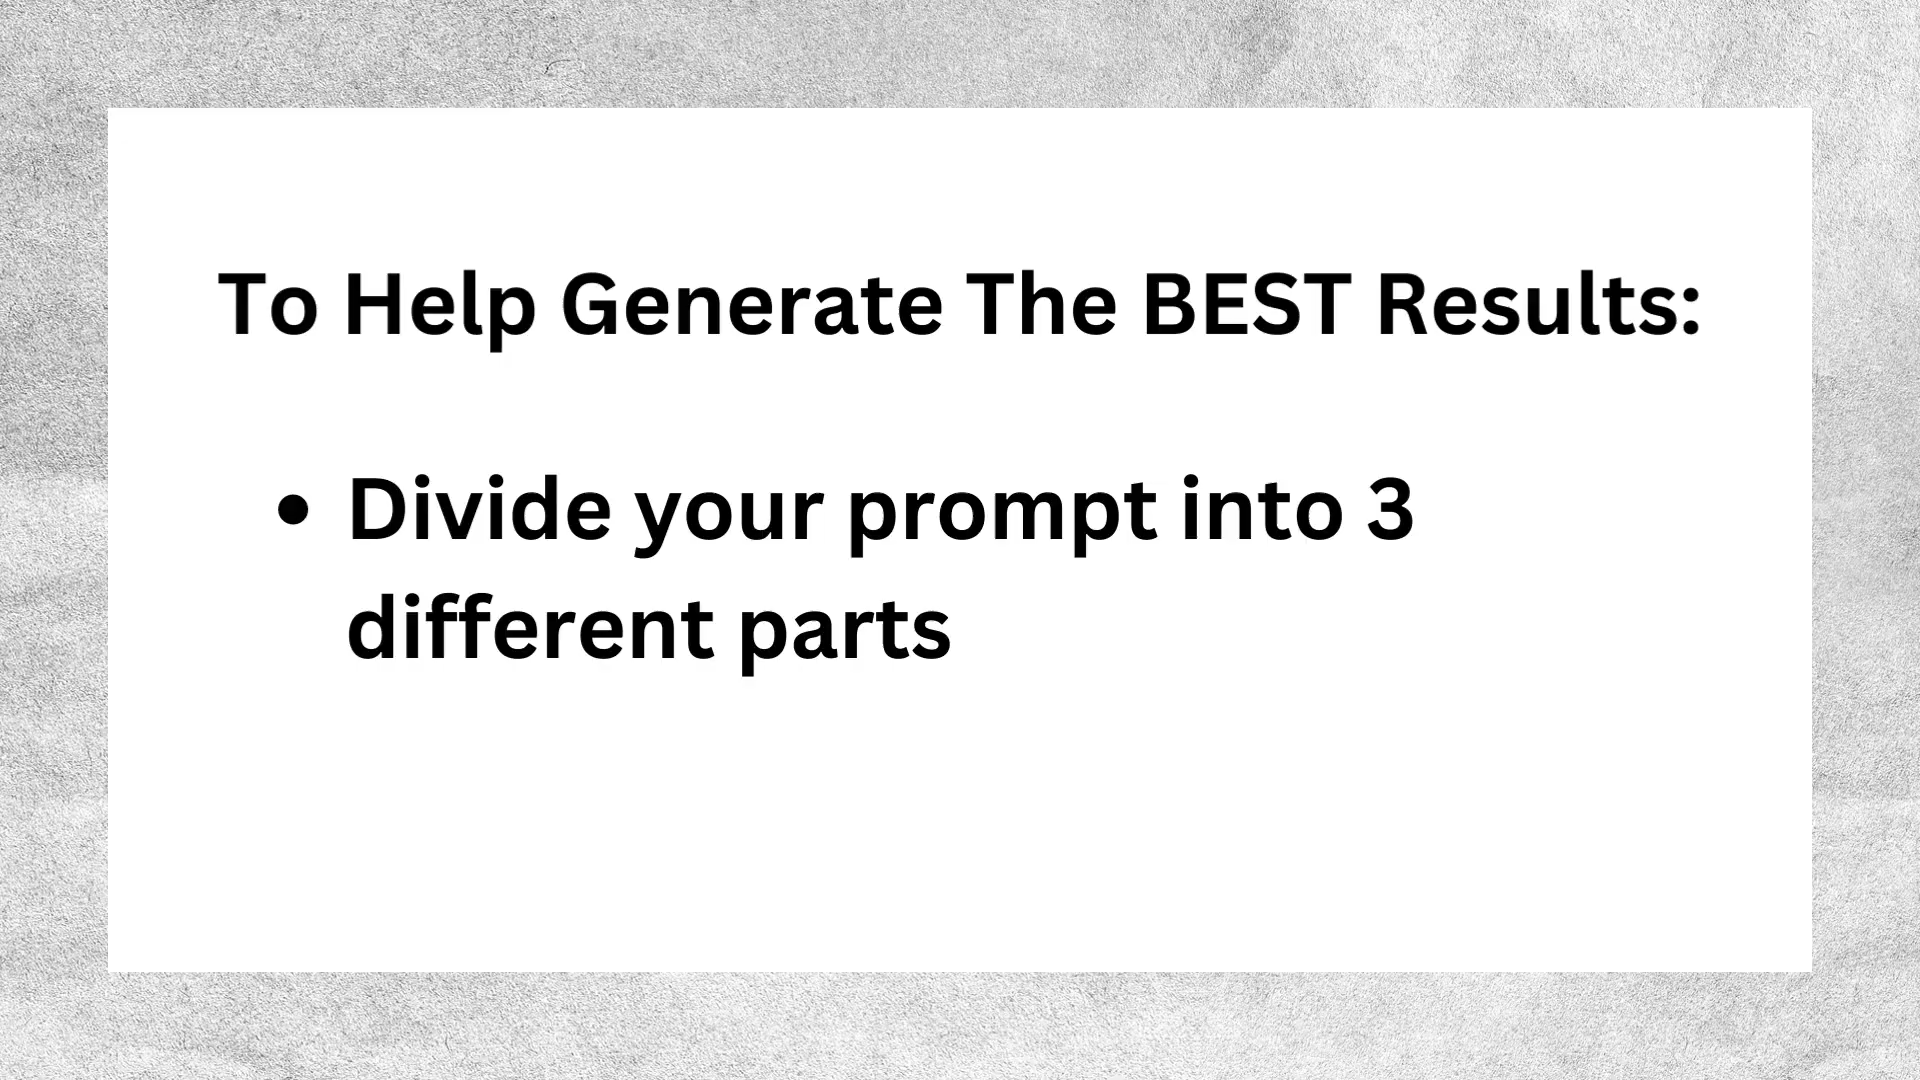 To Help Generate The BEST Results:
• Divide your prompt into 3
different parts